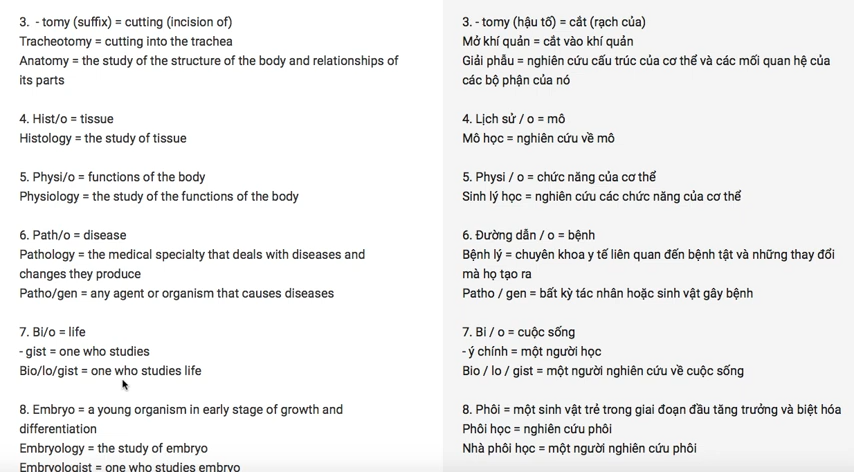 3. - tomy (suffix) = cutting (incision of)
Tracheotomy = cutting into the trachea
Anatomy = the study of the structure of the body and relationships of
its parts
4. Hist/o = tissue
Histology = the study of tissue
5. Physi/o = functions of the body
Physiology = the study of the functions of the body
6. Path/o = disease
Pathology = the medical specialty that deals with diseases and
changes they produce
Patho/gen = any agent or organism that causes diseases
7. Bi/o = life
- gist = one who studies
Bio/lo/gist = one who studies life
8. Embryo = a young organism in early stage of growth and
differentiation
Embryology = the study of embryo
Embryologist = one who studies embryo
3. - tomy (hậu tố) = cắt (rạch của)
Mở khí quản = cắt vào khí quản
Giải phẫu = nghiên cứu cấu trúc của cơ thể và các mối quan hệ của
các bộ phận của nó
4. Lịch sử / o = mô
Mô học = nghiên cứu về mô
5. Physi / o = chức năng của cơ thể
Sinh lý học = nghiên cứu các chức năng của cơ thể
6. Đường dẫn / o = bệnh
Bệnh lý = chuyên khoa y tế liên quan đến bệnh tật và những thay đổi
mà họ tạo ra
Patho / gen = bất kỳ tác nhân hoặc sinh vật gây bệnh
7. Bi / o = cuộc sống
- ý chính = một người học
Bio / lo / gist = một người nghiên cứu về cuộc sống
8. Phôi = một sinh vật trẻ trong giai đoạn đầu tăng trưởng và biệt hóa
Phôi học = nghiên cứu phôi
Nhà phôi học = một người nghiên cứu phôi